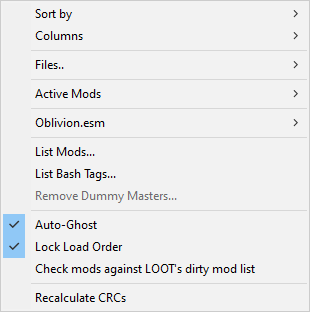 Sort by
Columns
Files..
Active Mods
Oblivion.esm
List Mods...
List Bash Tags...
Remove Dummy Masters...
Auto-Ghost
Lock Load Order
Check mods against LOOT's dirty mod list
Recalculate CRCs